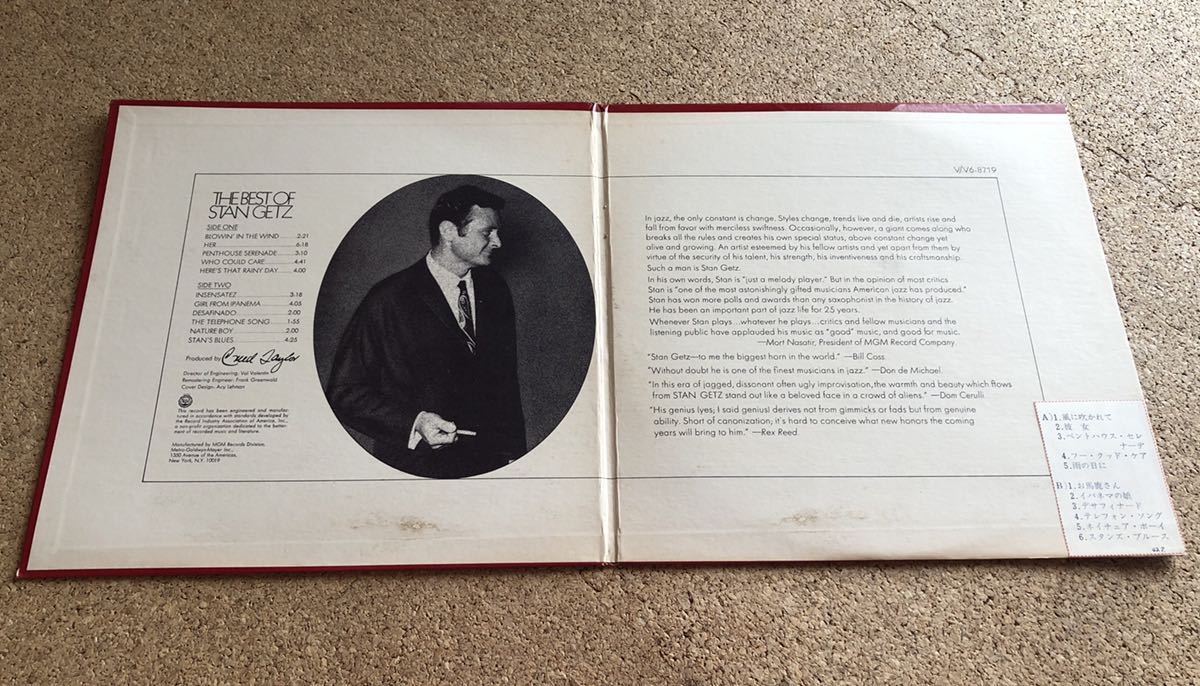 THE BEST OF
STAN GETZ
SIDE ONE
BLOWIN' IN THE WIND 2:21
HER 6:18
PENTHOUSE SERENADE 3:10
WHO COULD CARE 4:41
HERE'S THAT RAINY DAY 4:00
SIDE TWO
INSENSATEZ 3:18
GIRL FROM IPANEMA 4:05
DESAFINADO 2:00
THE TELEPHONE SONG 1:55
NATURE BOY 2:00
STAN'S BLUES 4:25
Produced by Creed Taylor
Director of Engineering: Val Valentin
Remastering Engineer: Frank Greenwald
Cover Design: Acy Lehman
This record has been engineered and manufac-
tured in accordance with standards developed by
the Record Industry Association of America, Inc.,
a non-profit organization dedicated to the better-
ment of recorded music and literature.
Manufactured by MGM Records Division,
Metro-Goldwyn-Mayer Inc.,
1350 Avenue of the Americas,
New York, N.Y. 10019
V/V6-8719
In jazz, the only constant is change. Styles change, trends live and die, artists rise and
fall from favor with merciless swiftness. Occasionally, however, a giant comes along who
breaks all the rules and creates his own special status, above constant change yet
alive and growing. An artist esteemed by his fellow artists and yet apart from them by
virtue of the security of his talent, his strength, his inventiveness and his craftsmanship.
Such a man is Stan Getz.
In his own words, Stan is "just a melody player." But in the opinion of most critics
Stan is "one of the most astonishingly gifted musicians American jazz has produced."
Stan has won more polls and awards than any saxophonist in the history of jazz.
He has been an important part of jazz life for 25 years.
Whenever Stan plays...whatever he plays...critics and fellow musicians and the
listening public have applauded his music as "good" music, and good for music.
—Mort Nasatir, President of MGM Record Company.
"Stan Getz—to me the biggest horn in the world." —Bill Coss.
"Without doubt he is one of the finest musicians in jazz." —Don de Michael.
"In this era of jagged, dissonant often ugly improvisation, the warmth and beauty which flows
from STAN GETZ stand out like a beloved face in a crowd of aliens." —Dom Cerulli.
"His genius (yes, I said genius) derives not from gimmicks or fads but from genuine
ability. Short of canonization, it's hard to conceive what new honors the coming
years will bring to him." —Rex Reed.
A) 1. 風に吹かれて
2. 彼女
3. ペントハウス・セレ
ナーデ
4. フー・クッド・ケア
5. 雨の日に
B) 1. お馬鹿さん
2. イパネマの娘
3. デサフィナード
4. テレフォン・ソング
5. ネイチュア・ボーイ
6. スタンズ・ブルース